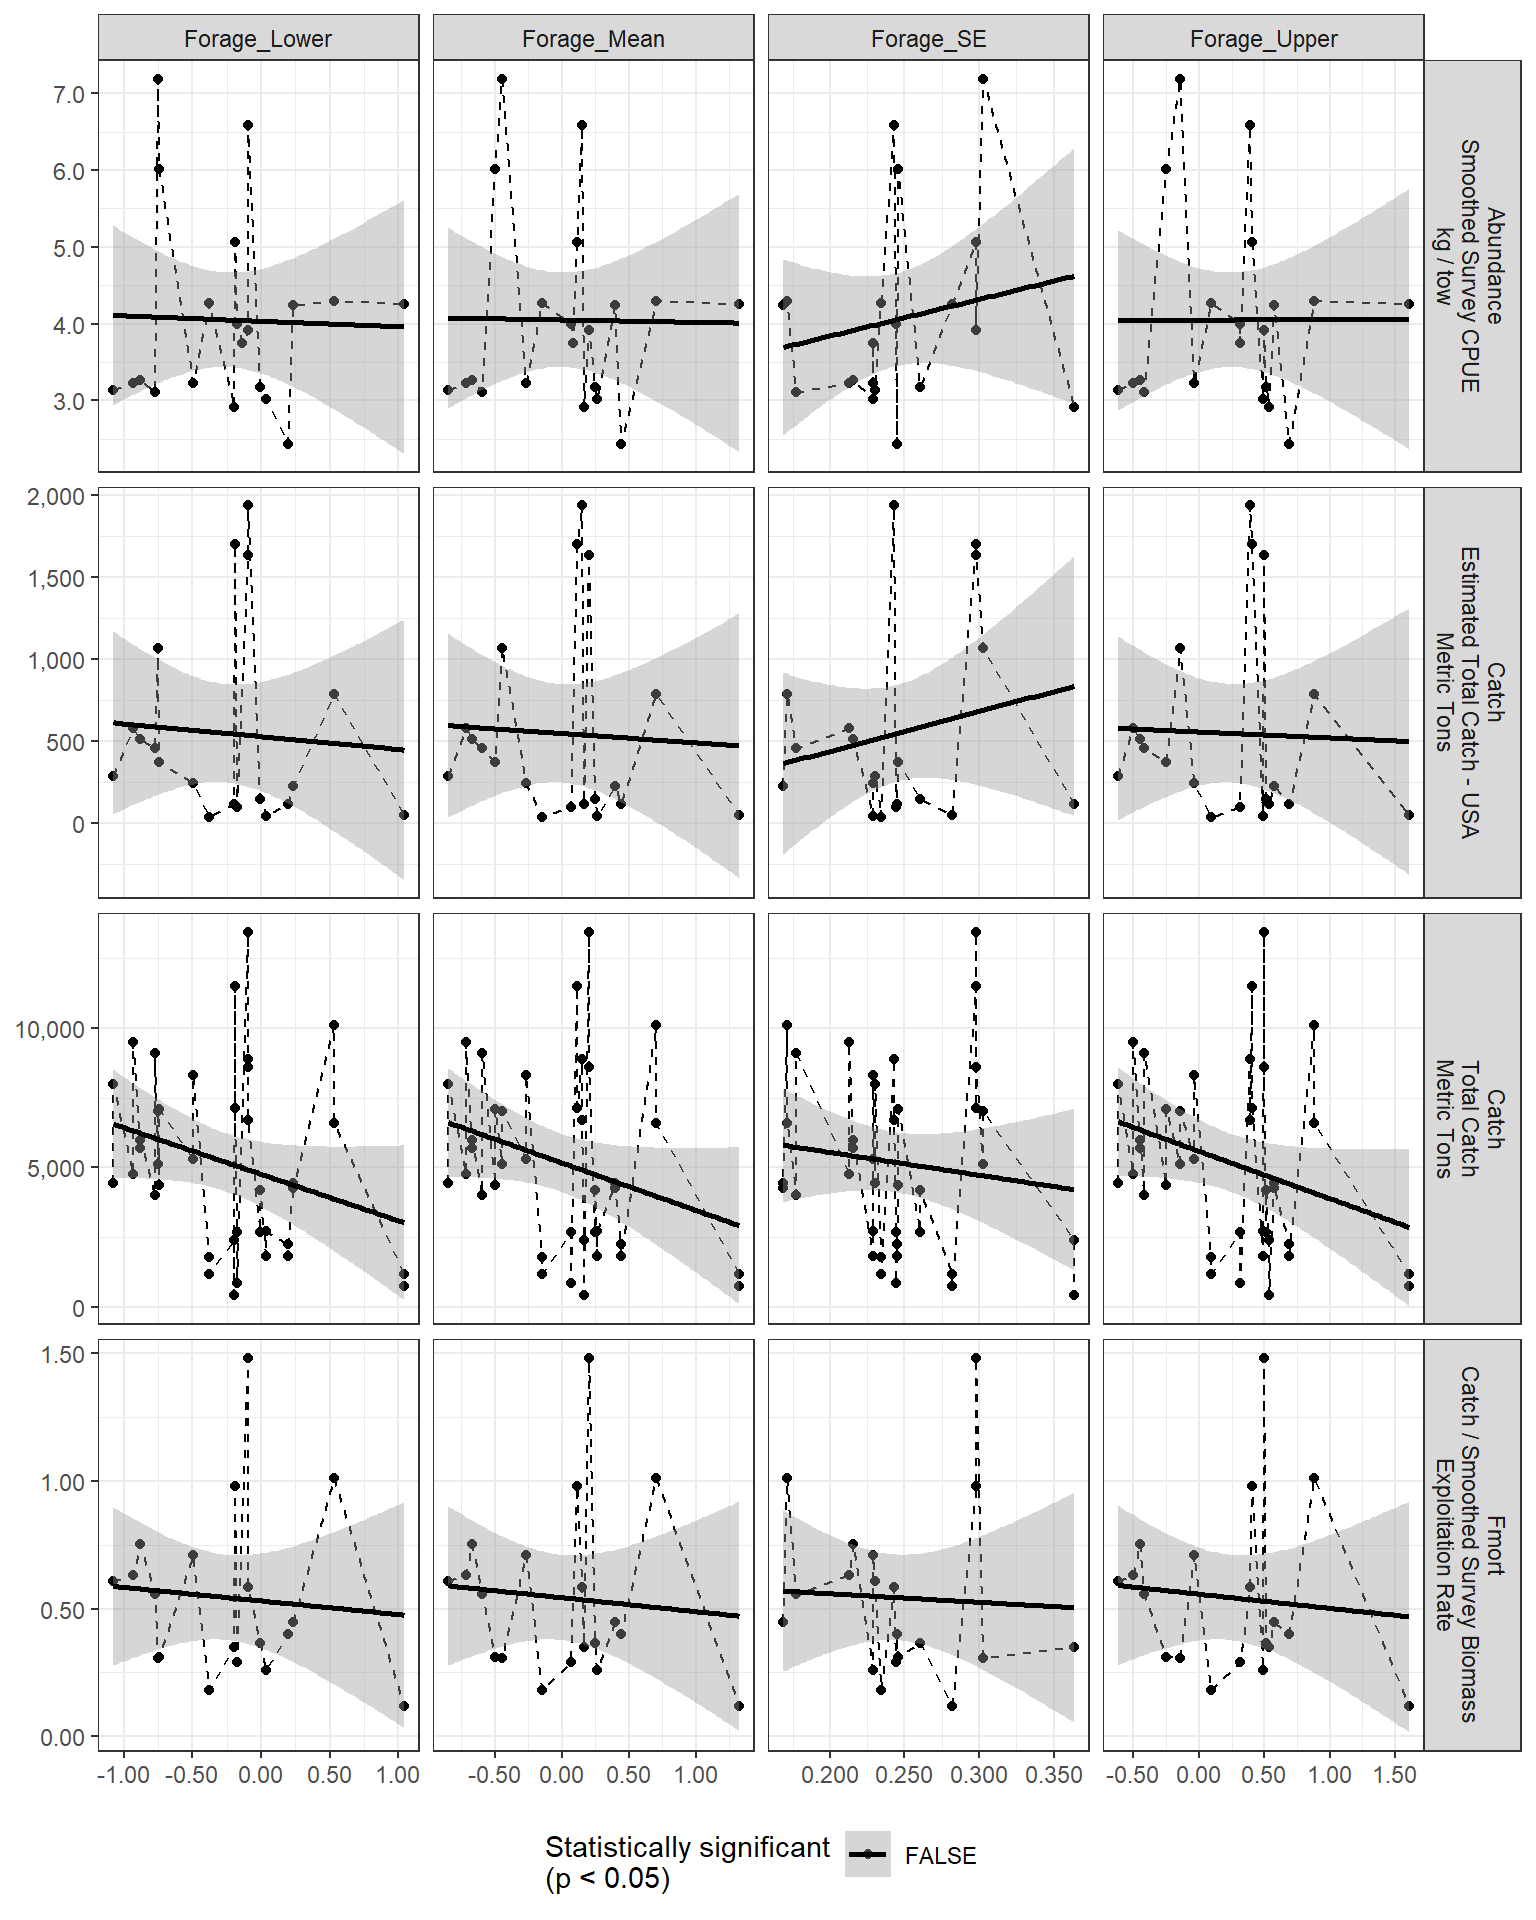 Forage_Lower
Forage_Mean
Forage_SE
Forage_Upper
7.0
6.0
5.0
4.0
3.0
Abundance
Smoothed Survey CPUE
kg / tow
2,000
1,500
1,000
500
0
Catch
Estimated Total Catch - USA
Metric Tons
10,000
5,000
0
Catch
Total Catch
Metric Tons
1.50
1.00
0.50
0.00
Fmort
Catch / Smoothed Survey Biomass
Exploitation Rate
-1.00 -0.50 0.00 0.50 1.00
-0.50 0.00 0.50 1.00
0.200 0.250 0.300 0.350
-0.50 0.00 0.50 1.00 1.50
Statistically significant
(p < 0.05)
FALSE